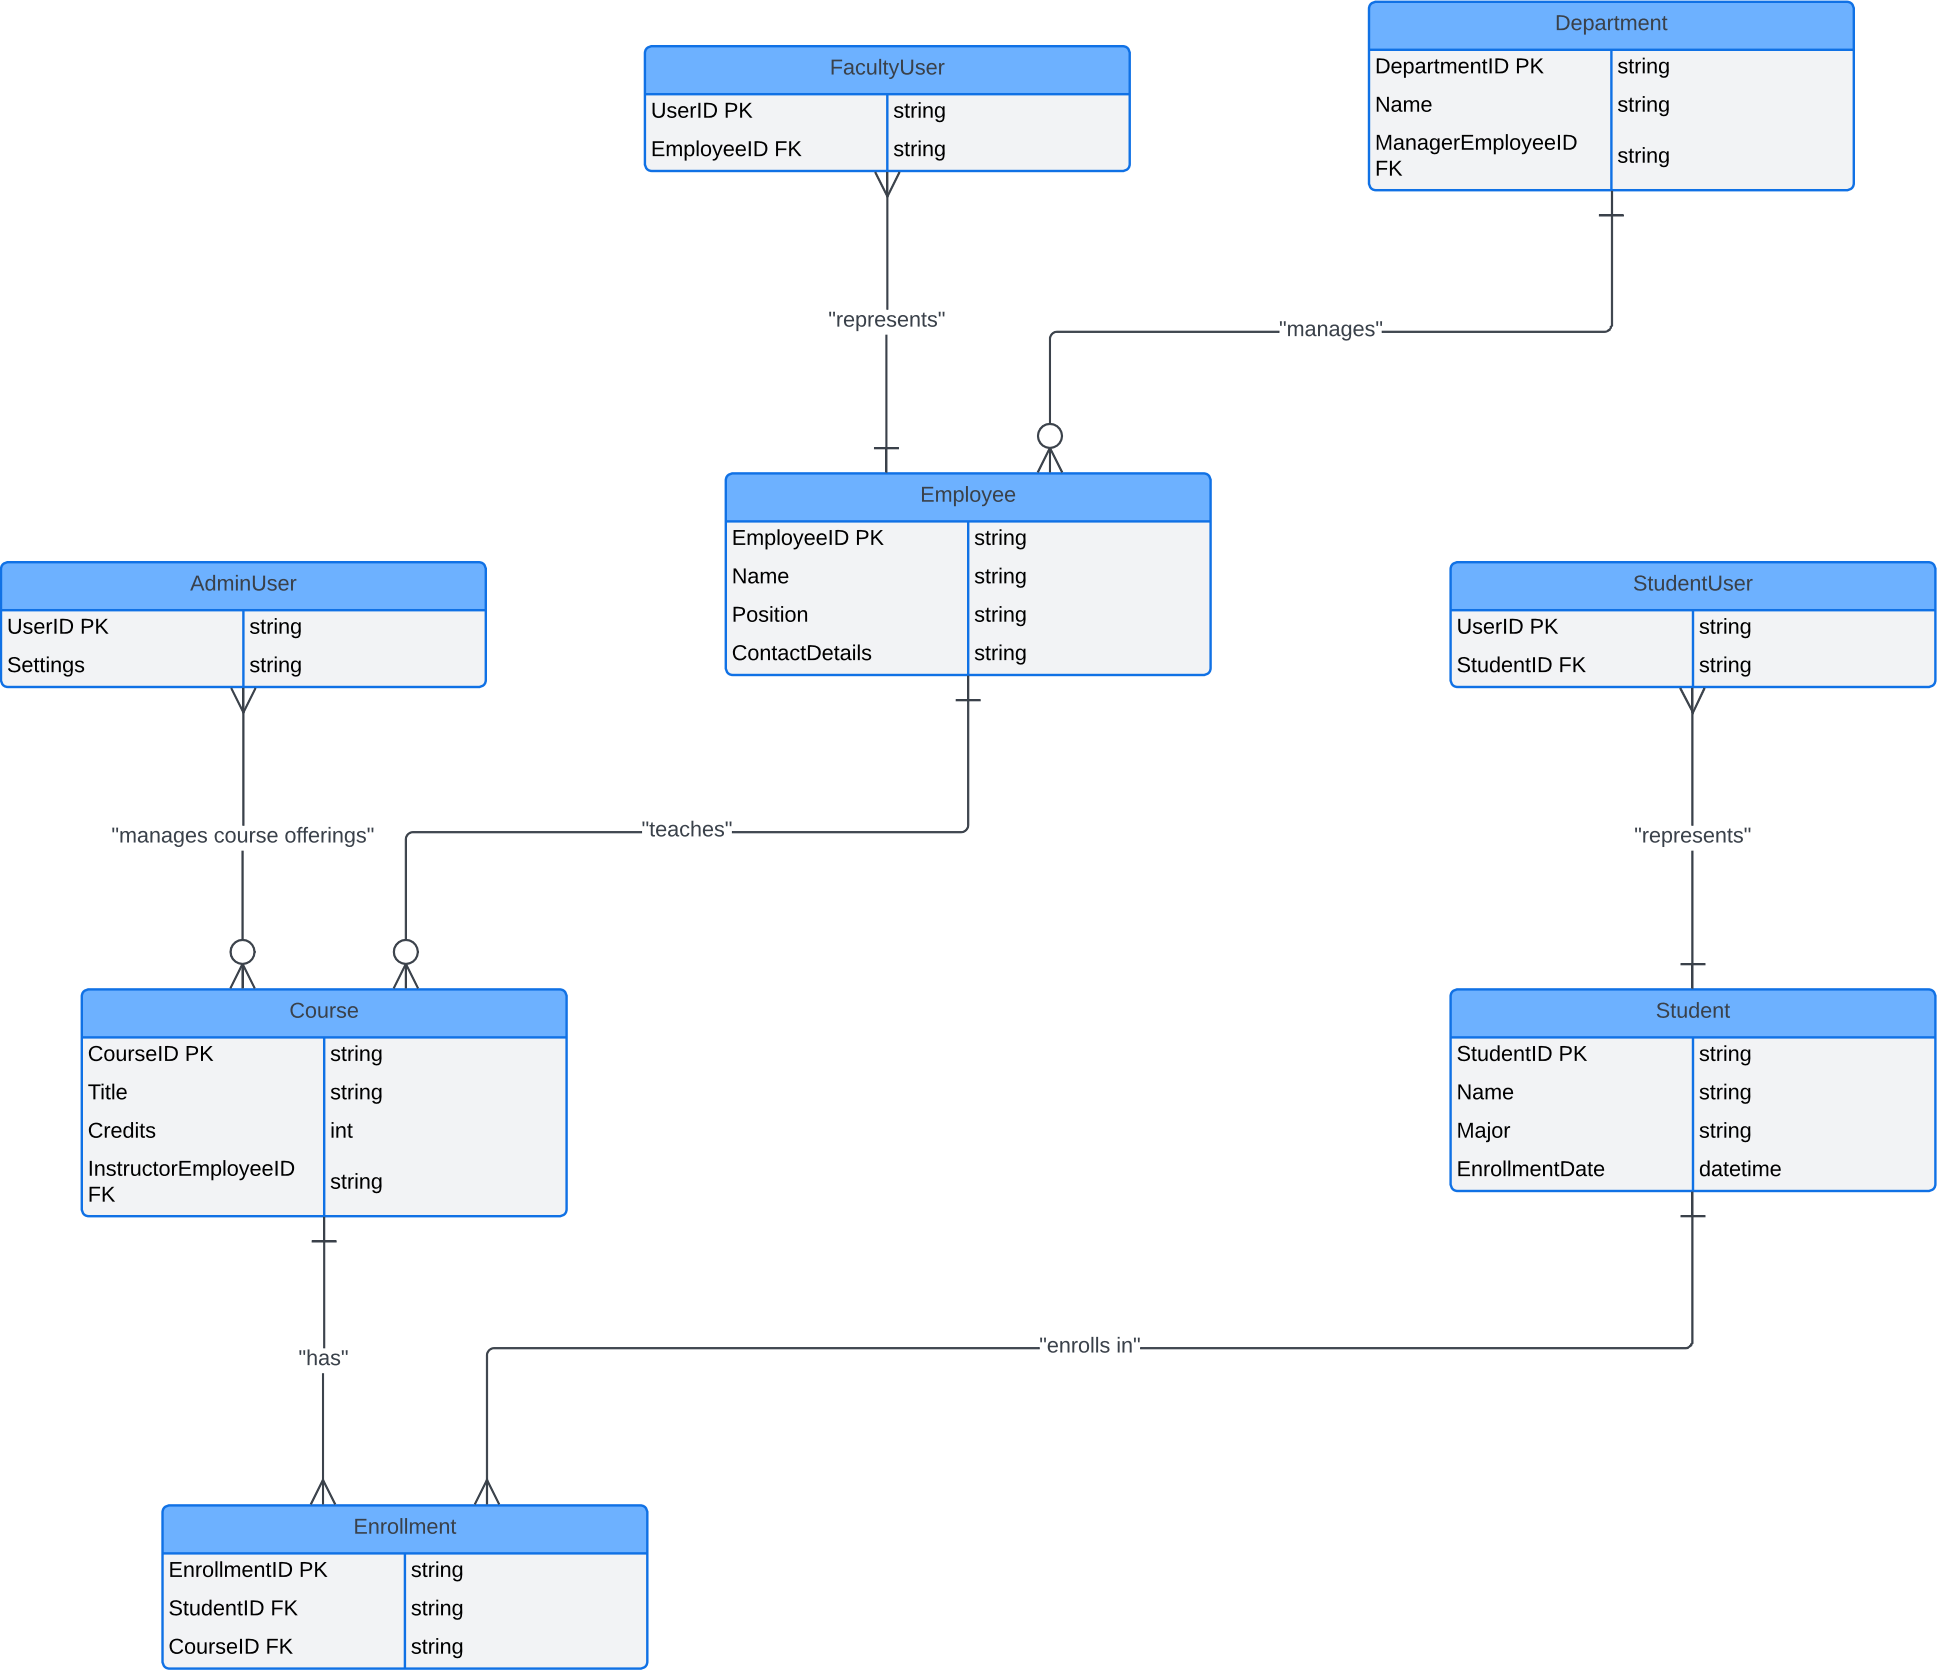 Department
DepartmentID PK string
Name string
ManagerEmployeeID
FK
string
FacultyUser
UserID PK string
EmployeeID FK string
"represents"
"manages"
Employee
EmployeeID PK string
Name string
Position string
ContactDetails string
AdminUser
UserID PK string
Settings string
StudentUser
UserID PK string
StudentID FK string
"manages course offerings"
"teaches"
"represents"
Course
CourseID PK string
Title string
Credits int
InstructorEmployeeID
FK
string
Student
StudentID PK string
Name string
Major string
EnrollmentDate datetime
"has"
"enrolls in"
Enrollment
EnrollmentID PK string
StudentID FK string
CourseID FK string